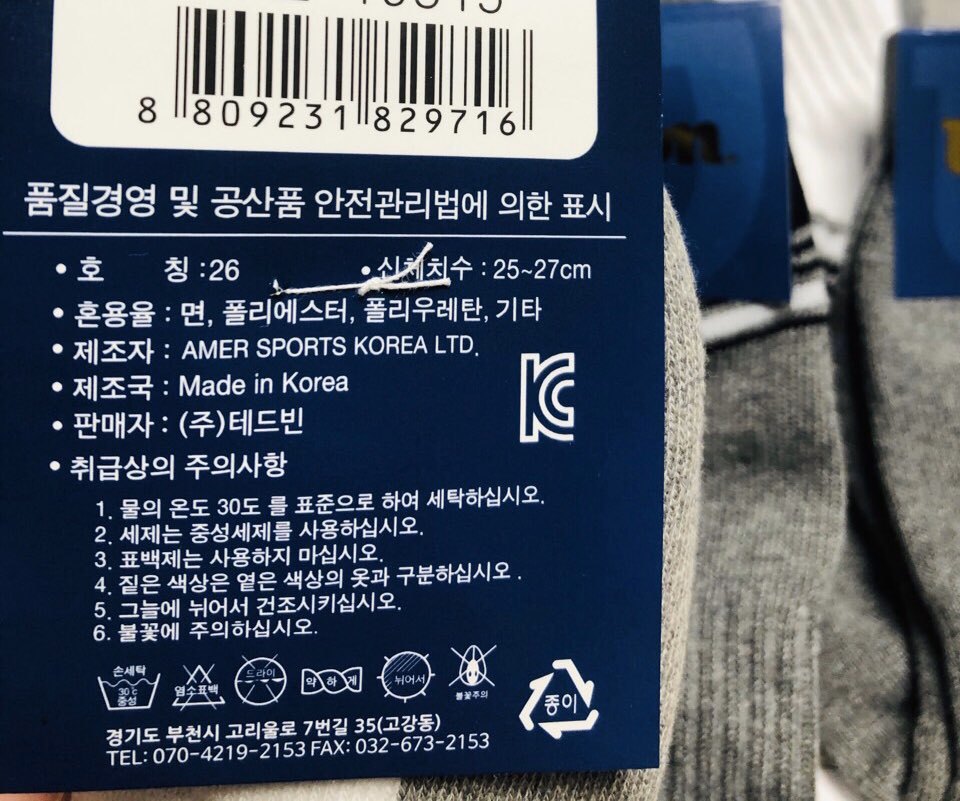 8 809231 829716
품질경영 및 공산품 안전관리법에 의한 표시
• 호 칭 : 26 • 신체치수 : 25~27cm
• 혼용율 : 면, 폴리에스터, 폴리우레탄, 기타
• 제조자 : AMER SPORTS KOREA LTD.
• 제조국 : Made in Korea
• 판매자 : (주)테드빈
• 취급상의 주의사항
1. 물의 온도 30도 를 표준으로 하여 세탁하십시오.
2. 세제는 중성세제를 사용하십시오.
3. 표백제는 사용하지 마십시오.
4. 짙은 색상은 옅은 색상의 옷과 구분하십시오 .
5. 그늘에 뉘어서 건조시키십시오.
6. 불꽃에 주의하십시오.
손세탁
30℃
중성
염소표백
드라이
약하게
뉘어서
불꽃주의
종이
경기도 부천시 고리울로 7번길 35(고강동)
TEL: 070-4219-2153 FAX: 032-673-2153